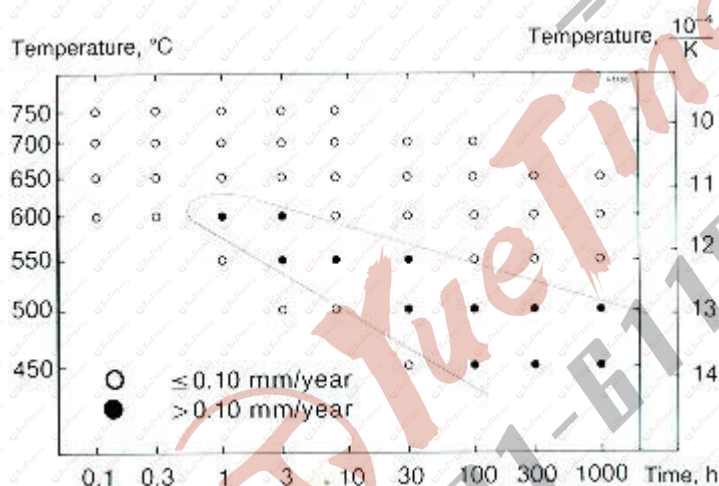 Temperature, °C
Temperature, 10⁻⁴
K
750
700
650
600
550
500
450
10
11
12
13
14
○ ≤0.10 mm/year
● >0.10 mm/year
0.1 0.3 1 3 10 30 100 300 1000 Time, h
YueTing